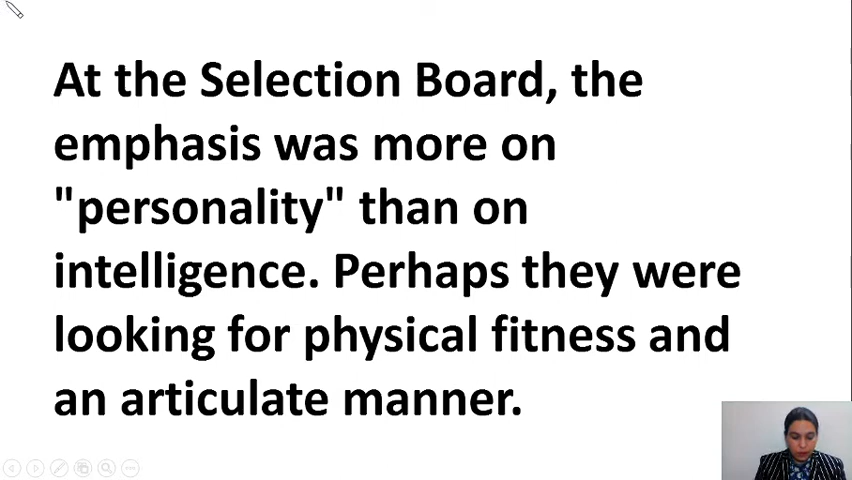 At the Selection Board, the
emphasis was more on
"personality" than on
intelligence. Perhaps they were
looking for physical fitness and
an articulate manner.